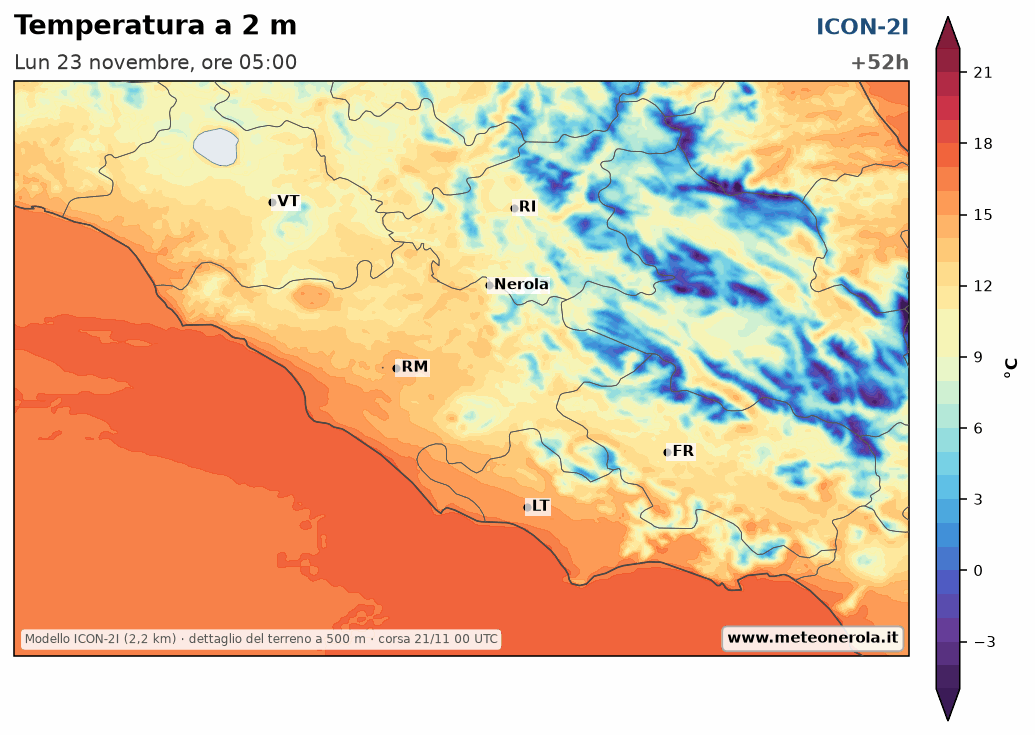 Temperatura a 2 m
ICON-2I
Lun 23 novembre, ore 05:00
+52h
21
18
15
12
9
6
3
0
−3
°C
VT
RI
Nerola
RM
FR
LT
Modello ICON-2I (2,2 km) · dettaglio del terreno a 500 m · corsa 21/11 00 UTC
www.meteonerola.it